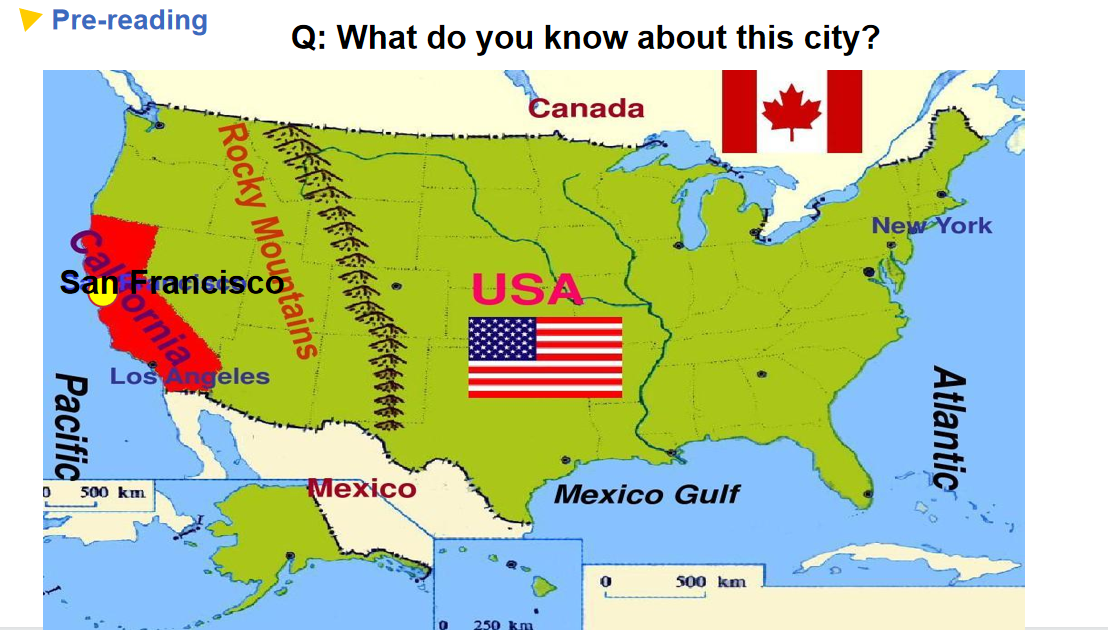 Pre-reading
Q: What do you know about this city?
Canada
Rocky Mountains
New York
California
San Francisco
USA
Los Angeles
Pacific
Atlantic
Mexico
Mexico Gulf
0 500 km
0 500 km
0 250 km